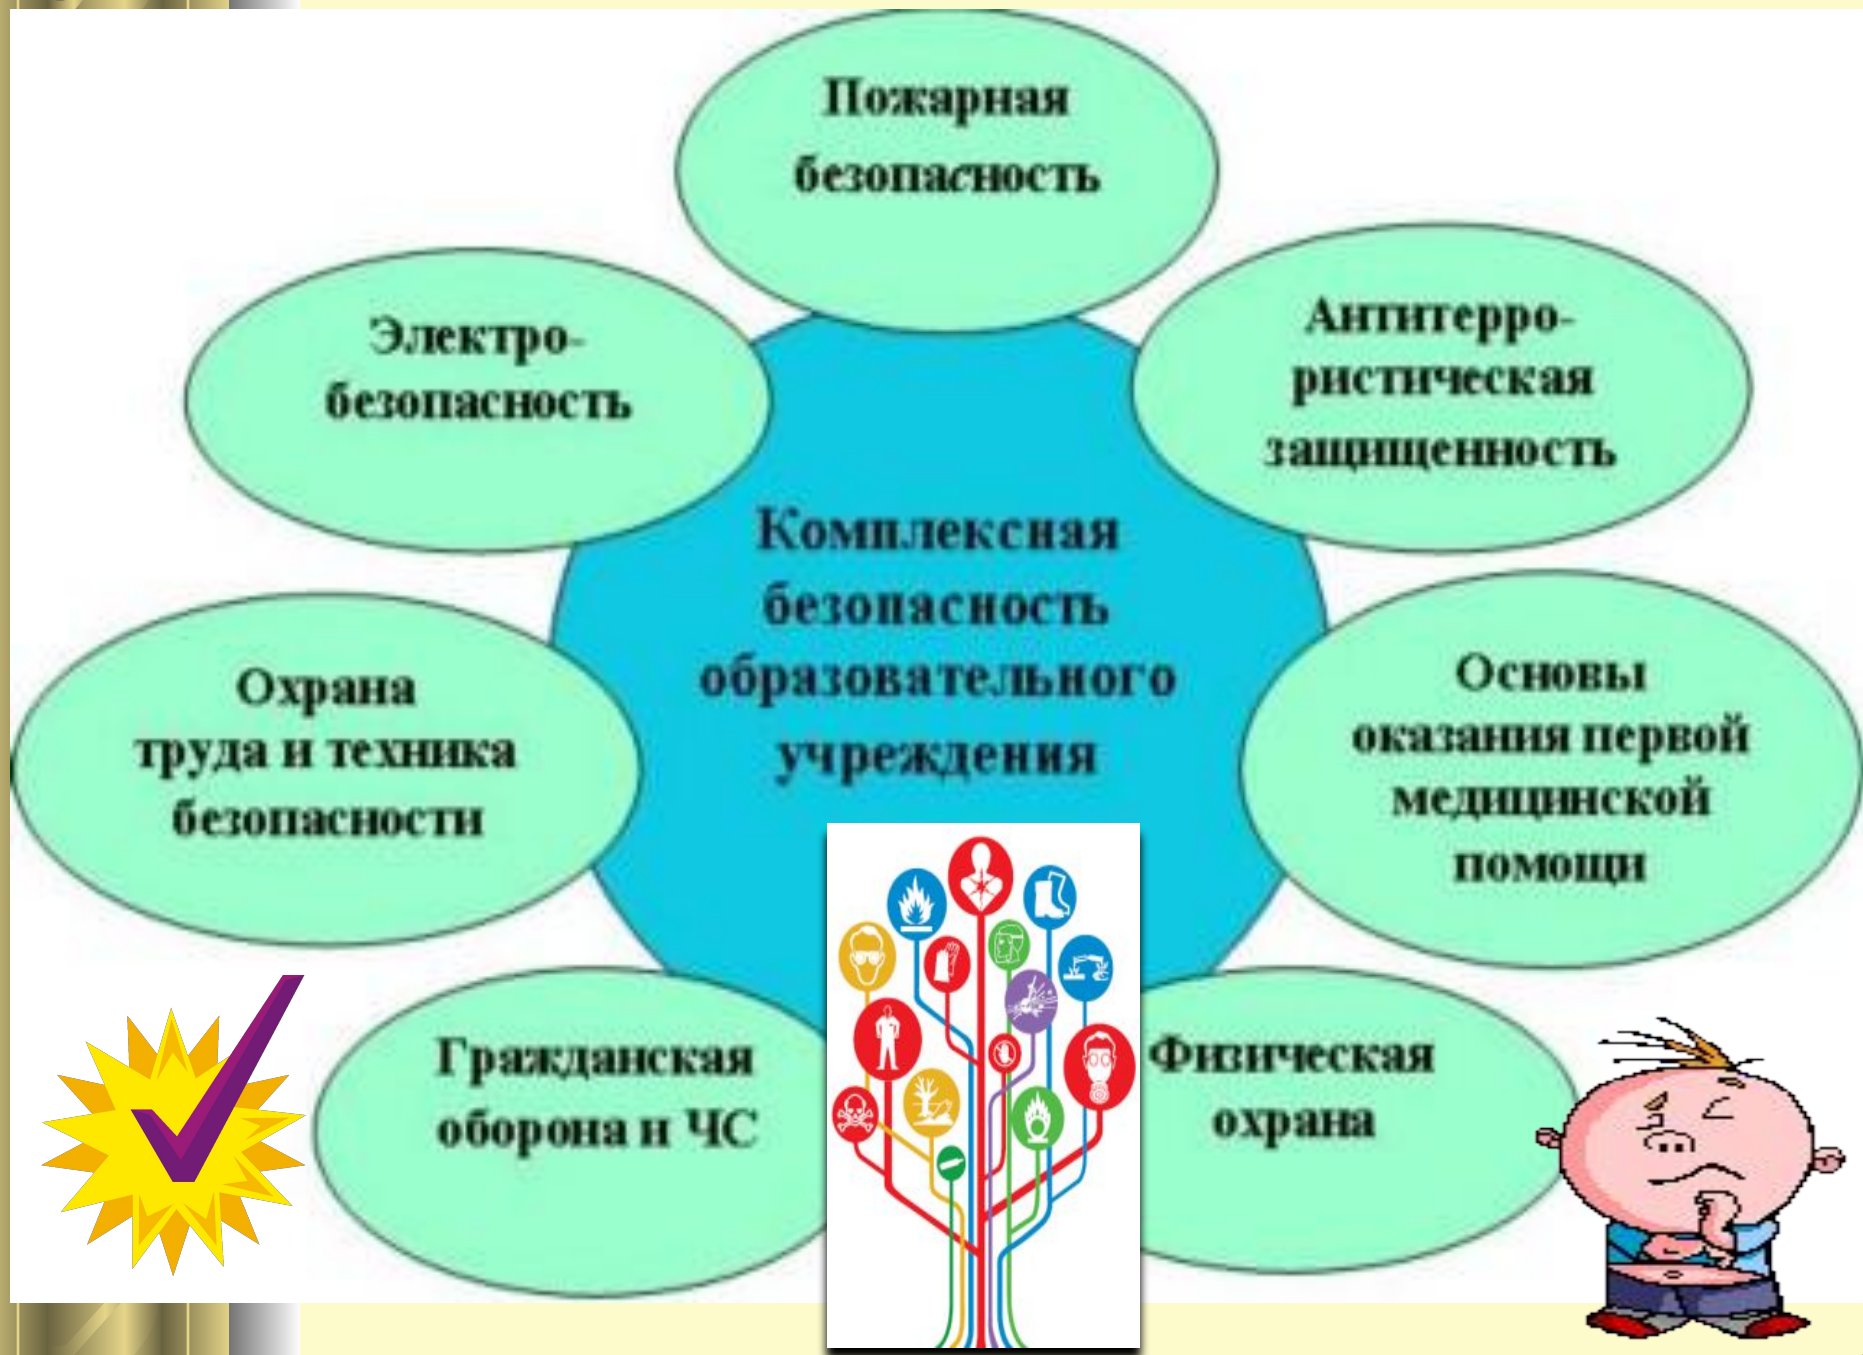 Пожарная
безопасность
Электро-
безопасность
Антитерро-
ристическая
защищенность
Комплексная
безопасность
образовательного
учреждения
Охрана
труда и техника
безопасности
Основы
оказания первой
медицинской
помощи
Гражданская
оборона и ЧС
Физическая
охрана